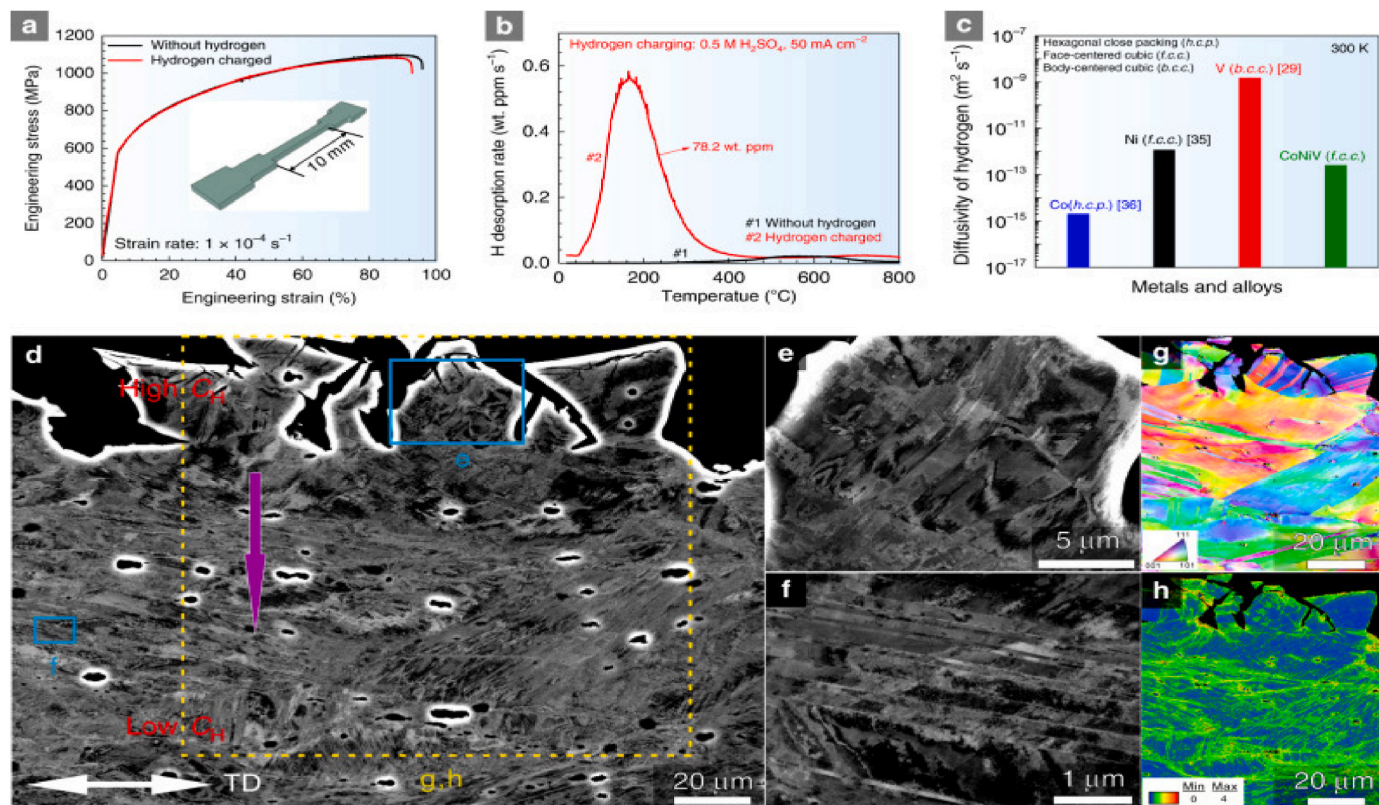 a
Without hydrogen
Hydrogen charged
1200
1000
800
600
400
200
0
0 20 40 60 80 100
Engineering stress (MPa)
Engineering strain (%)
10 mm
Strain rate: 1 × 10⁻⁴ s⁻¹
b
Hydrogen charging: 0.5 M H₂SO₄, 50 mA cm⁻²
0.6
0.4
0.2
0.0
0 200 400 600 800
H desorption rate (wt. ppm s⁻¹)
Temperatue (°C)
#2
78.2 wt. ppm
#1 Without hydrogen
#2 Hydrogen charged
#1
c
Hexagonal close packing (h.c.p.)
Face-centered cubic (f.c.c.)
Body-centered cubic (b.c.c.)
300 K
V (b.c.c.) [29]
Ni (f.c.c.) [35]
CoNiV (f.c.c.)
Co(h.c.p.) [36]
10⁻⁷
10⁻⁹
10⁻¹¹
10⁻¹³
10⁻¹⁵
10⁻¹⁷
Diffusivity of hydrogen (m² s⁻¹)
Metals and alloys
d
High C_H
e
f
Low C_H
TD
g,h
20 μm
e
5 μm
f
1 μm
g
111
001 101
20 μm
h
Min Max
0 4
20 μm